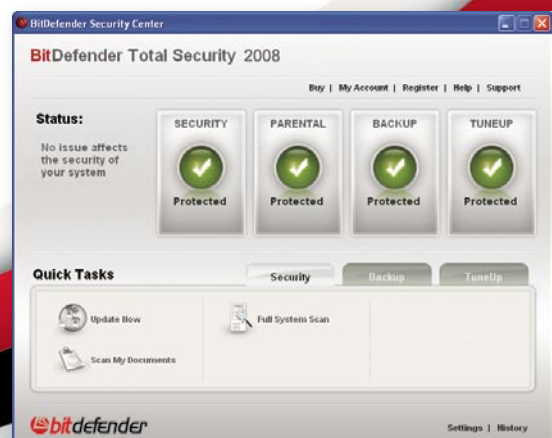 BitDefender Security Center
BitDefender Total Security 2008
Buy | My Account | Register | Help | Support
Status:
No issue affects
the security of
your system
SECURITY
Protected
PARENTAL
Protected
BACKUP
Protected
TUNEUP
Protected
Quick Tasks
Security
Backup
TuneUp
Update Now
Full System Scan
Scan My Documents
bitdefender
Settings | History